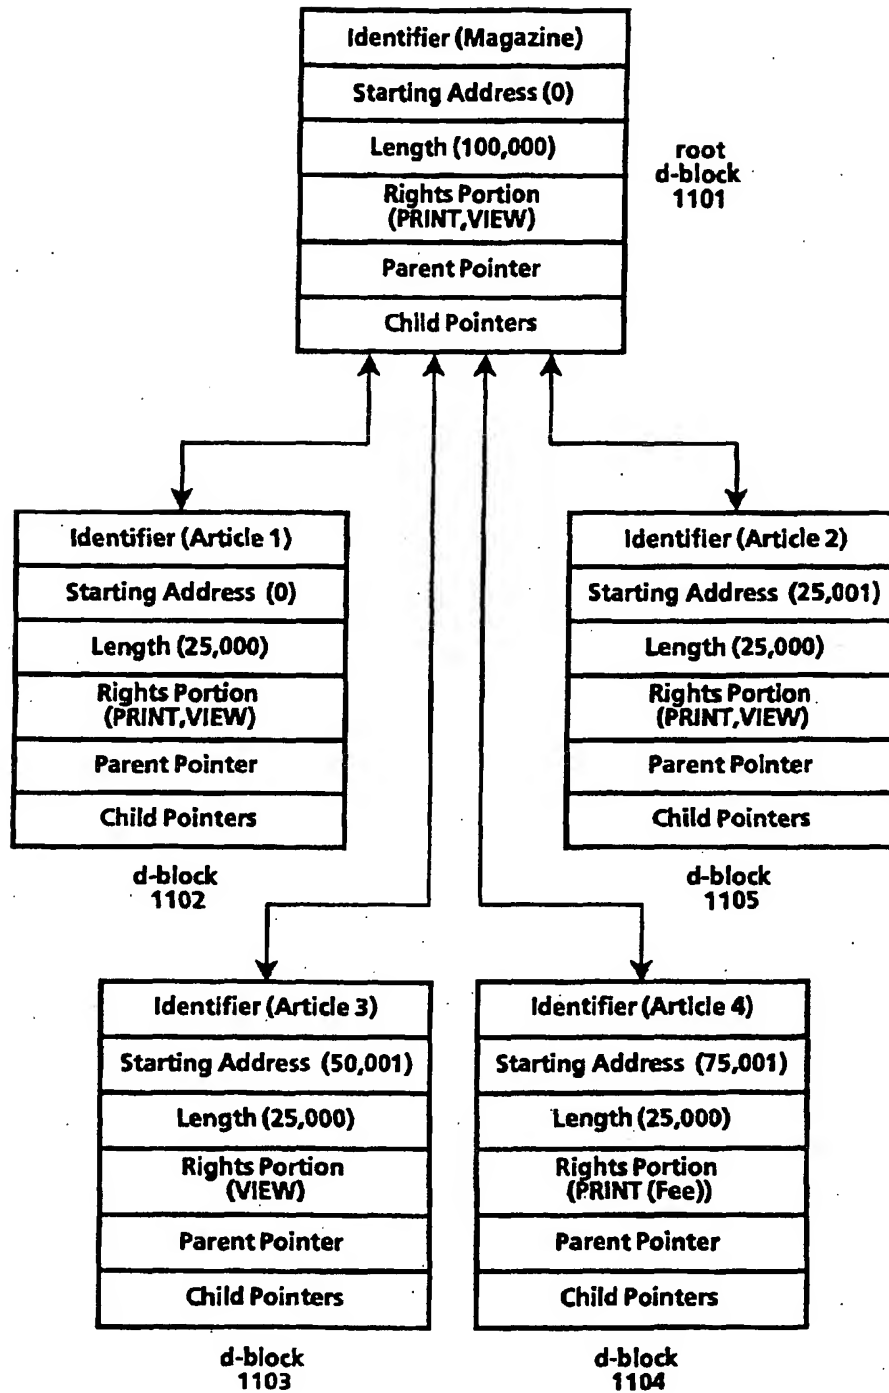 Identifier (Magazine)
Starting Address (0)
Length (100,000)
Rights Portion
(PRINT,VIEW)
Parent Pointer
Child Pointers
root
d-block
1101
Identifier (Article 1)
Starting Address (0)
Length (25,000)
Rights Portion
(PRINT,VIEW)
Parent Pointer
Child Pointers
d-block
1102
Identifier (Article 2)
Starting Address (25,001)
Length (25,000)
Rights Portion
(PRINT,VIEW)
Parent Pointer
Child Pointers
d-block
1105
Identifier (Article 3)
Starting Address (50,001)
Length (25,000)
Rights Portion
(VIEW)
Parent Pointer
Child Pointers
d-block
1103
Identifier (Article 4)
Starting Address (75,001)
Length (25,000)
Rights Portion
(PRINT (Fee))
Parent Pointer
Child Pointers
d-block
1104